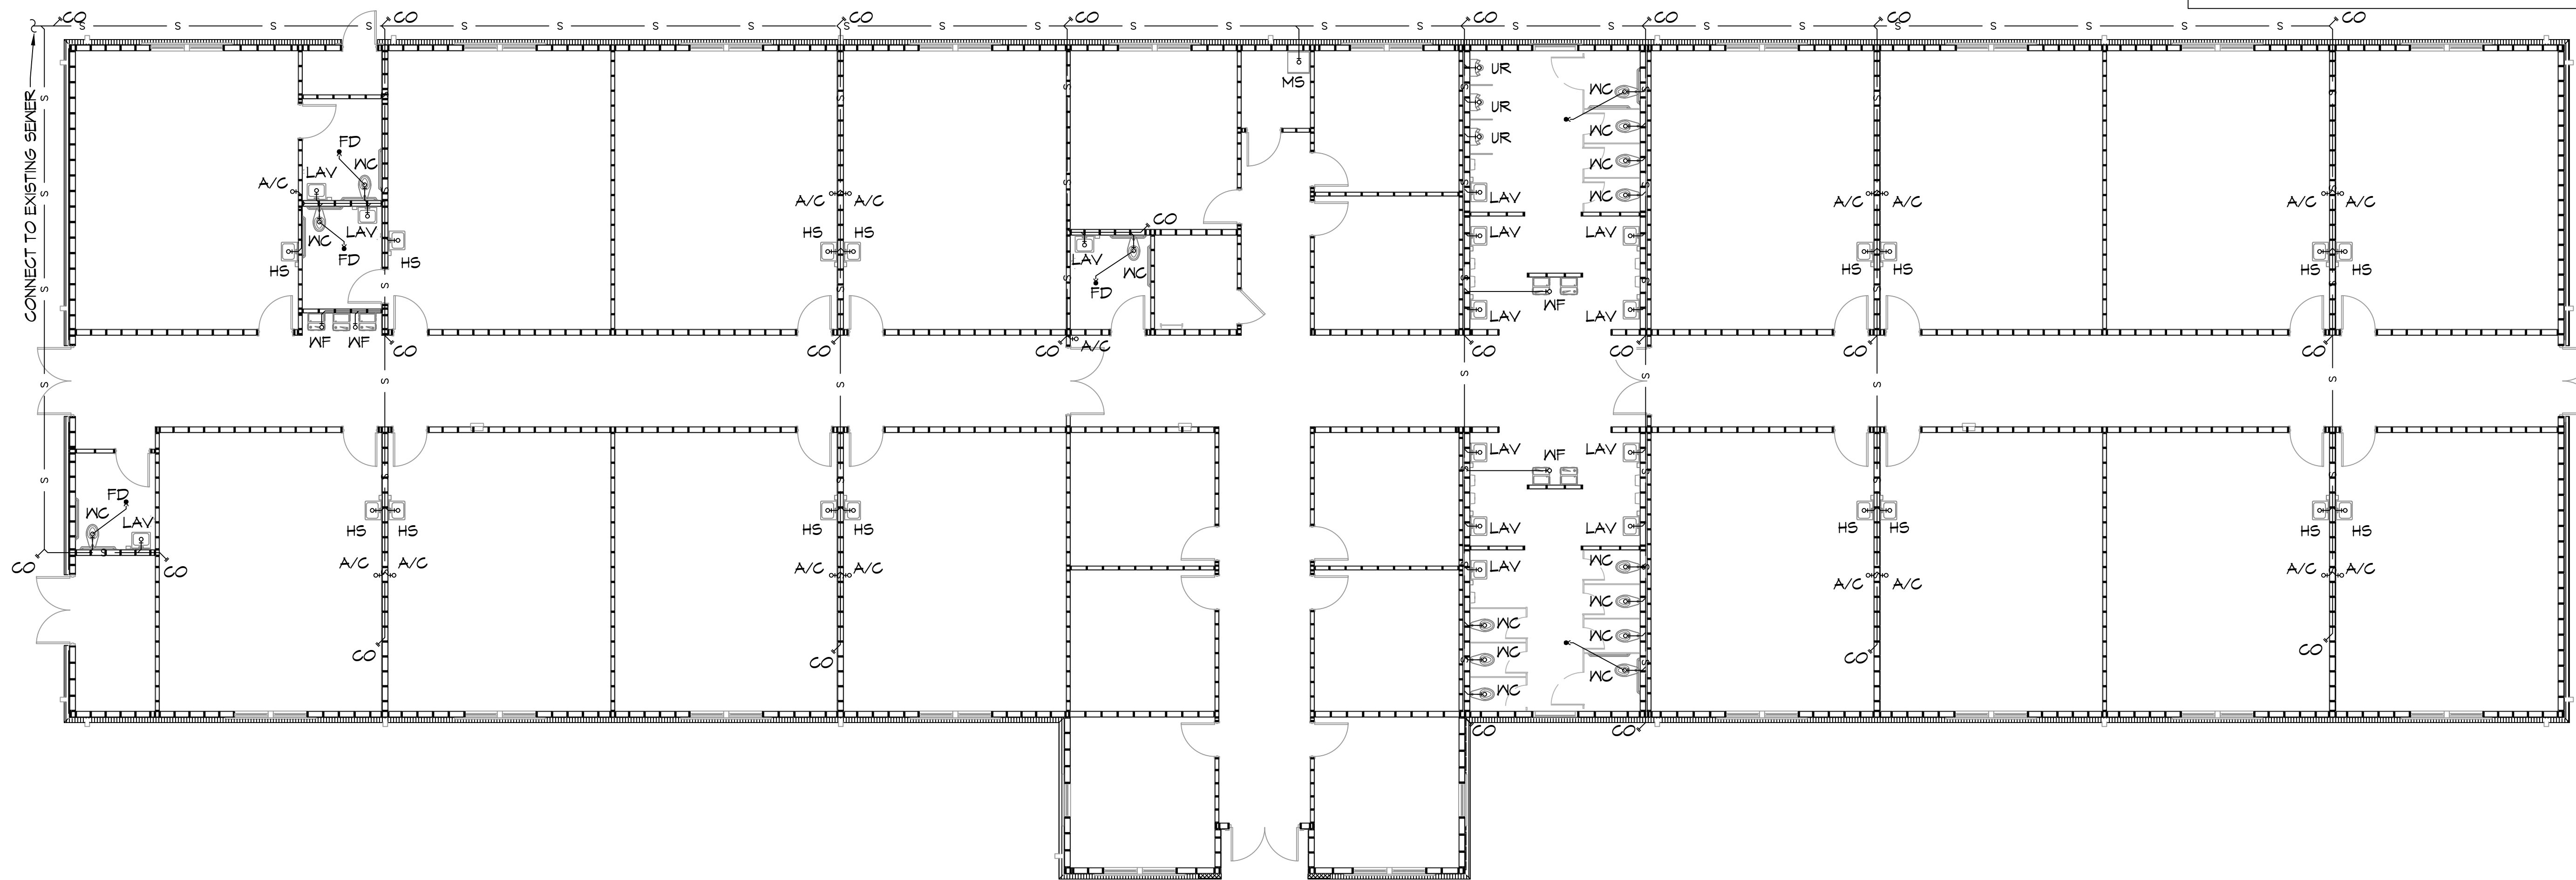 CO CO CO CO CO CO CO CO
S S S S S S S S S S S S S S S S S S S S S S
CONNECT TO EXISTING SEWER
MS
UR WC
UR WC
UR WC
LAV WC
FD
WC
LAV
A/C
A/C A/C
A/C A/C
A/C A/C
LAV
WC
FD
HS
HS
HS HS
CO
LAV WC
FD
LAV LAV
WF
LAV LAV
HS HS
HS HS
WF WF
CO CO CO A/C CO CO CO CO
S S S S S S S
LAV WF LAV
LAV LAV
FD
WC LAV
HS HS
HS HS
HS HS
HS HS
CO CO
A/C A/C
A/C A/C
A/C A/C
A/C A/C
LAV WC
WC
WC WC
WC WC
WC
CO CO CO CO
CO CO